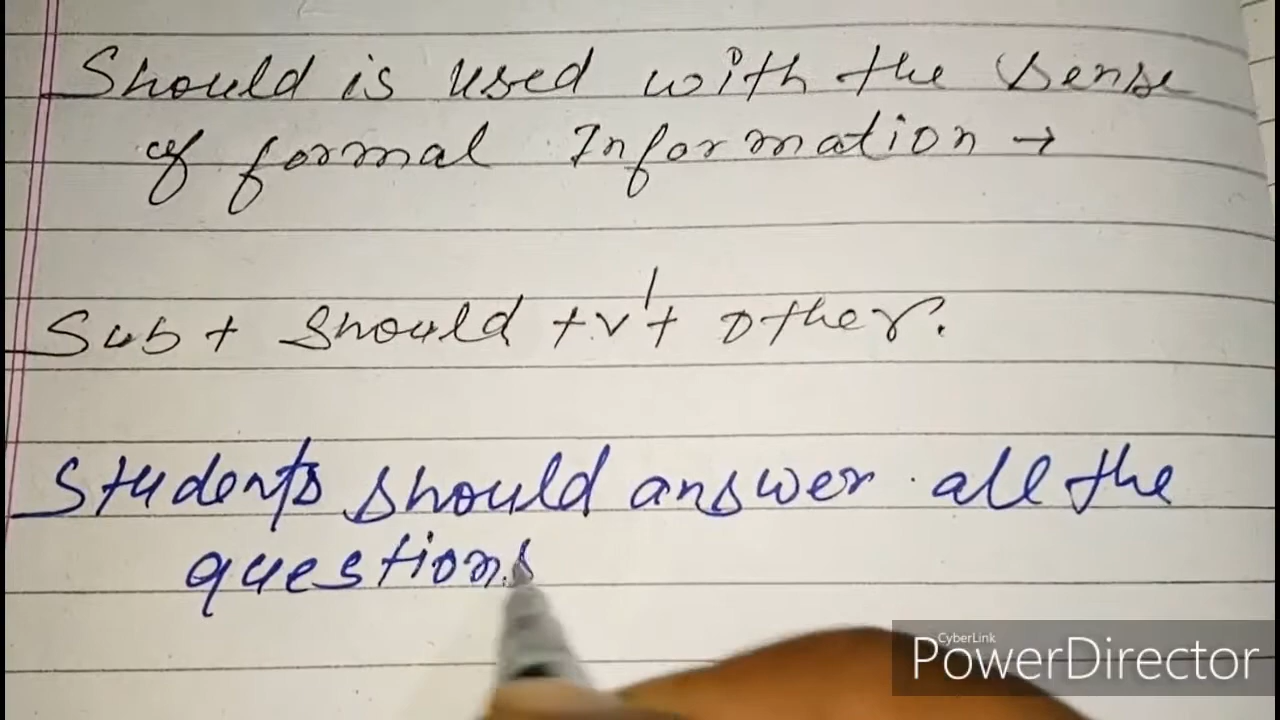 Should is used with the sense
of formal Information →
Sub + Should + v¹ + other.
Students should answer all the
questions
CyberLink
PowerDirector